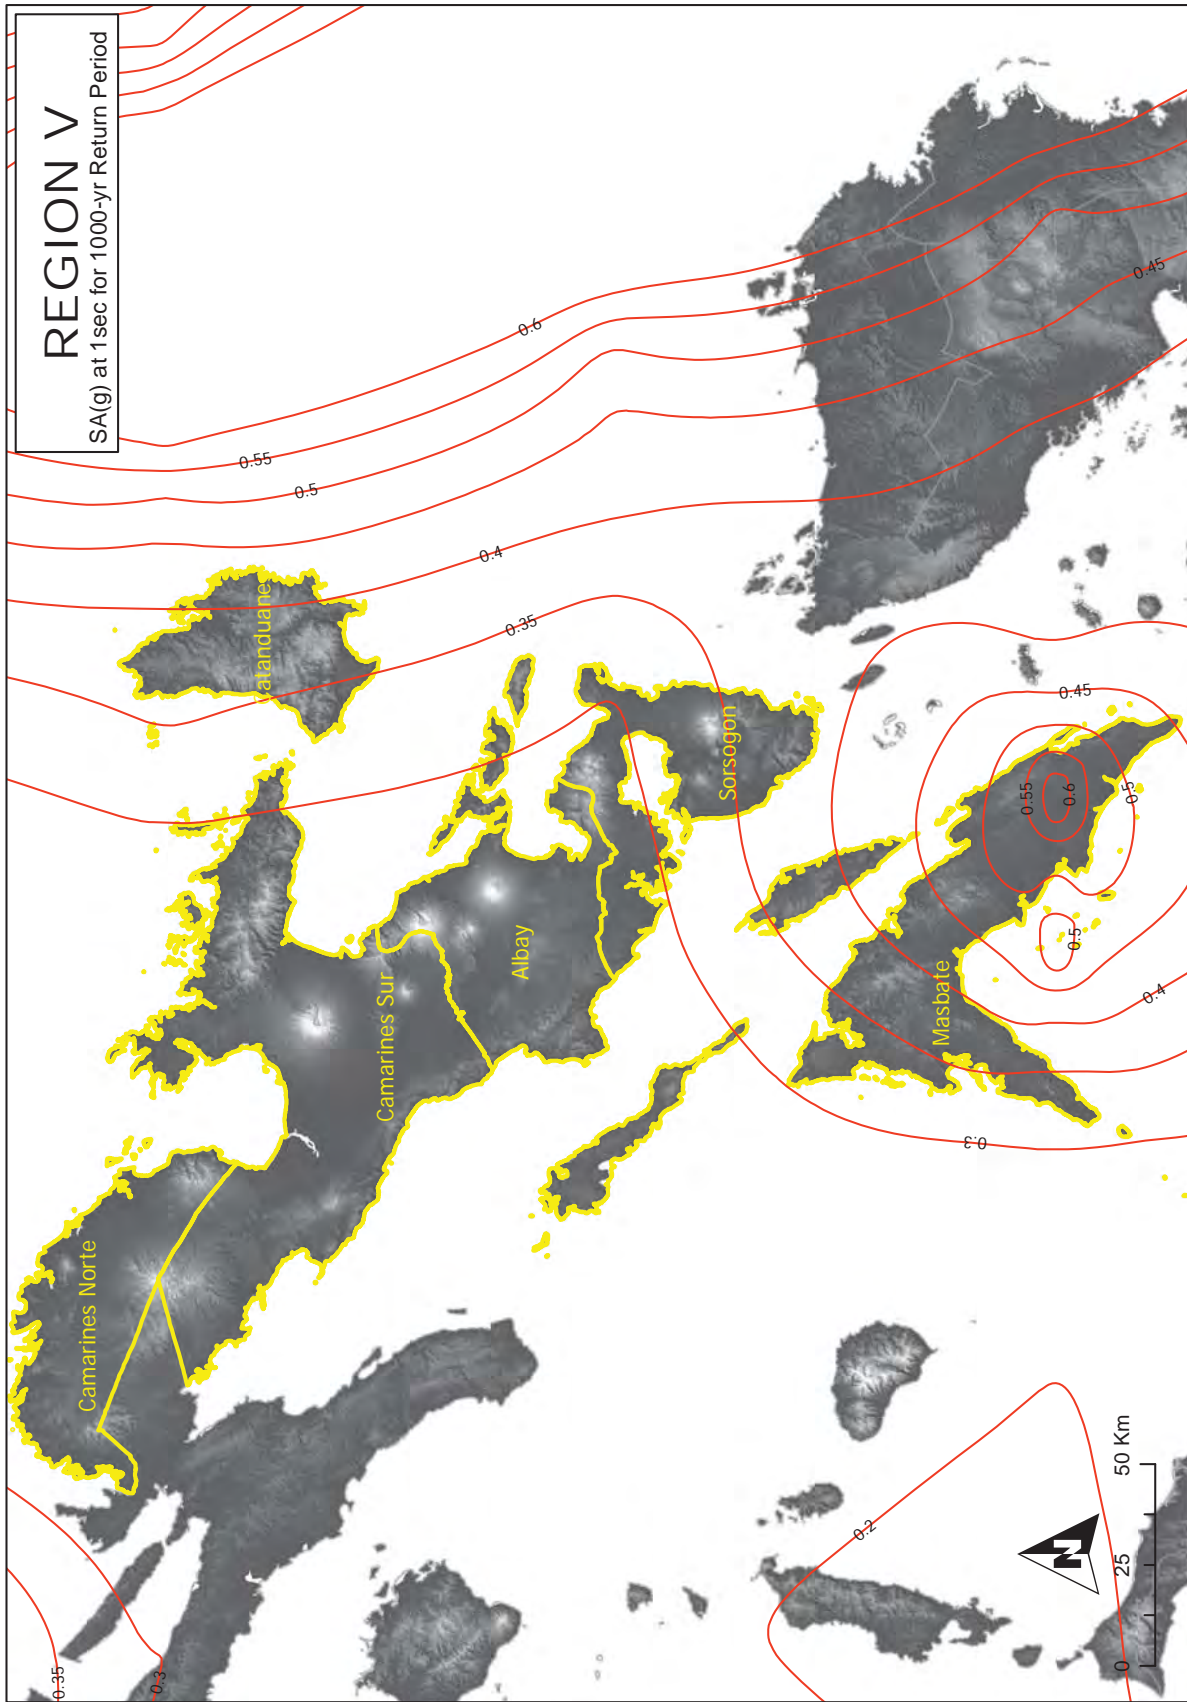 REGION V
SA(g) at 1sec for 1000-yr Return Period
0.6
0.55
0.5
0.4
0.35
0.45
Catanduane
Sorsogon
Albay
Camarines Sur
Camarines Norte
Masbate
0.45
0.55
0.6
0.5
0.5
0.4
0.3
0.2
0.35
0.3
N
0
25
50 Km